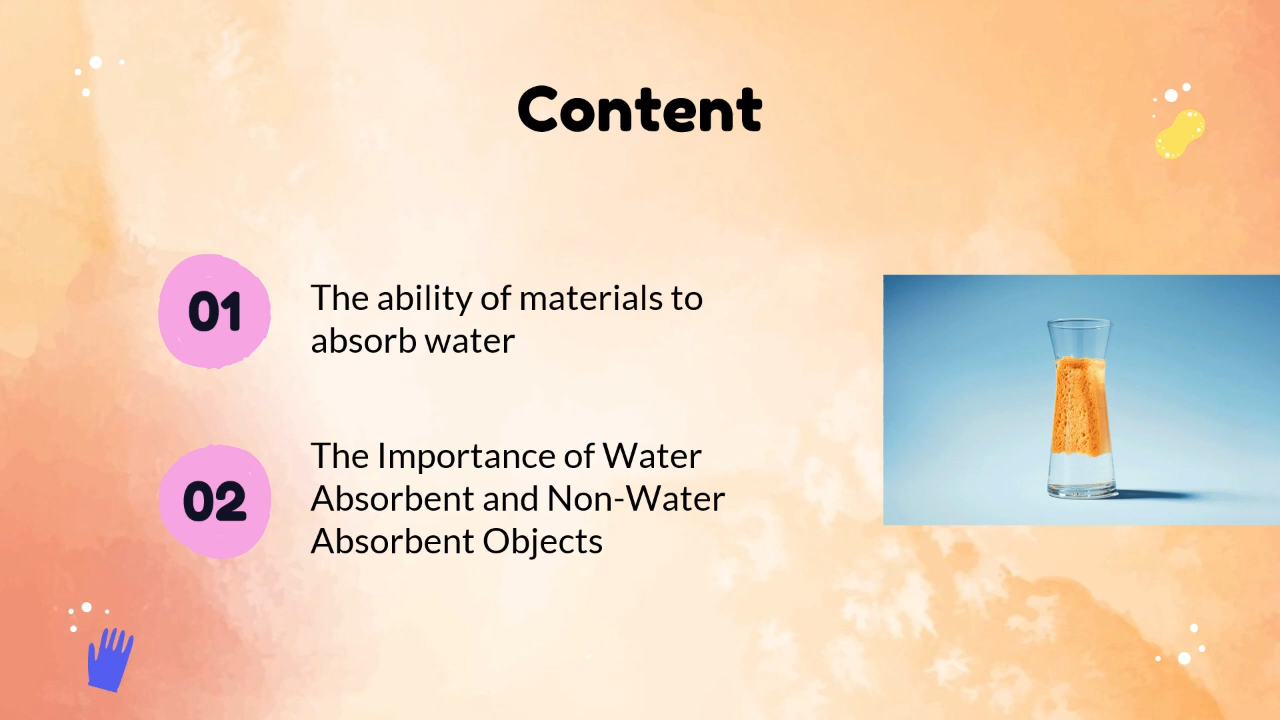 Content
01
The ability of materials to
absorb water
02
The Importance of Water
Absorbent and Non-Water
Absorbent Objects